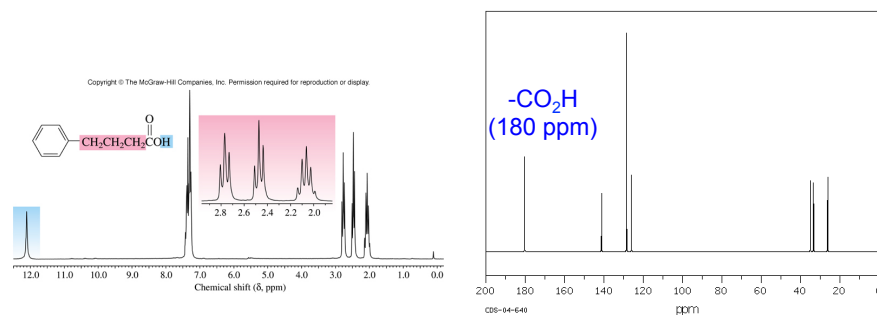 Copyright © The McGraw-Hill Companies, Inc. Permission required for reproduction or display.
O
CH₂CH₂CH₂COH
2.8 2.6 2.4 2.2 2.0
12.0 11.0 10.0 9.0 8.0 7.0 6.0 5.0 4.0 3.0 2.0 1.0 0.0
Chemical shift (δ, ppm)
-CO₂H
(180 ppm)
200 180 160 140 120 100 80 60 40 20 0
CDS-04-640
ppm